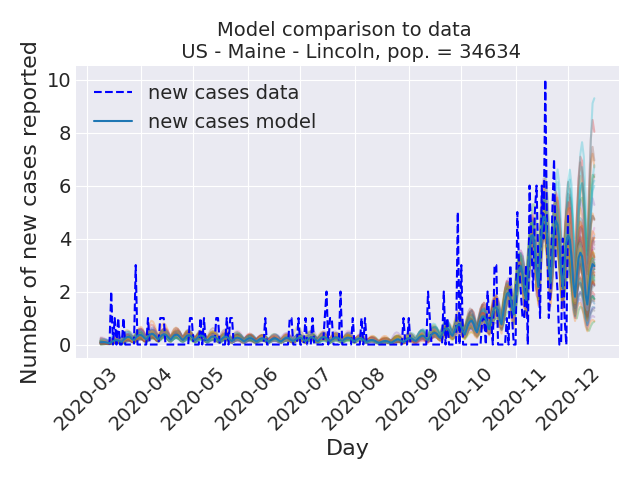 Model comparison to data
US - Maine - Lincoln, pop. = 34634
Number of new cases reported
10
8
6
4
2
0
new cases data
new cases model
2020-03
2020-04
2020-05
2020-06
2020-07
2020-08
2020-09
2020-10
2020-11
2020-12
Day